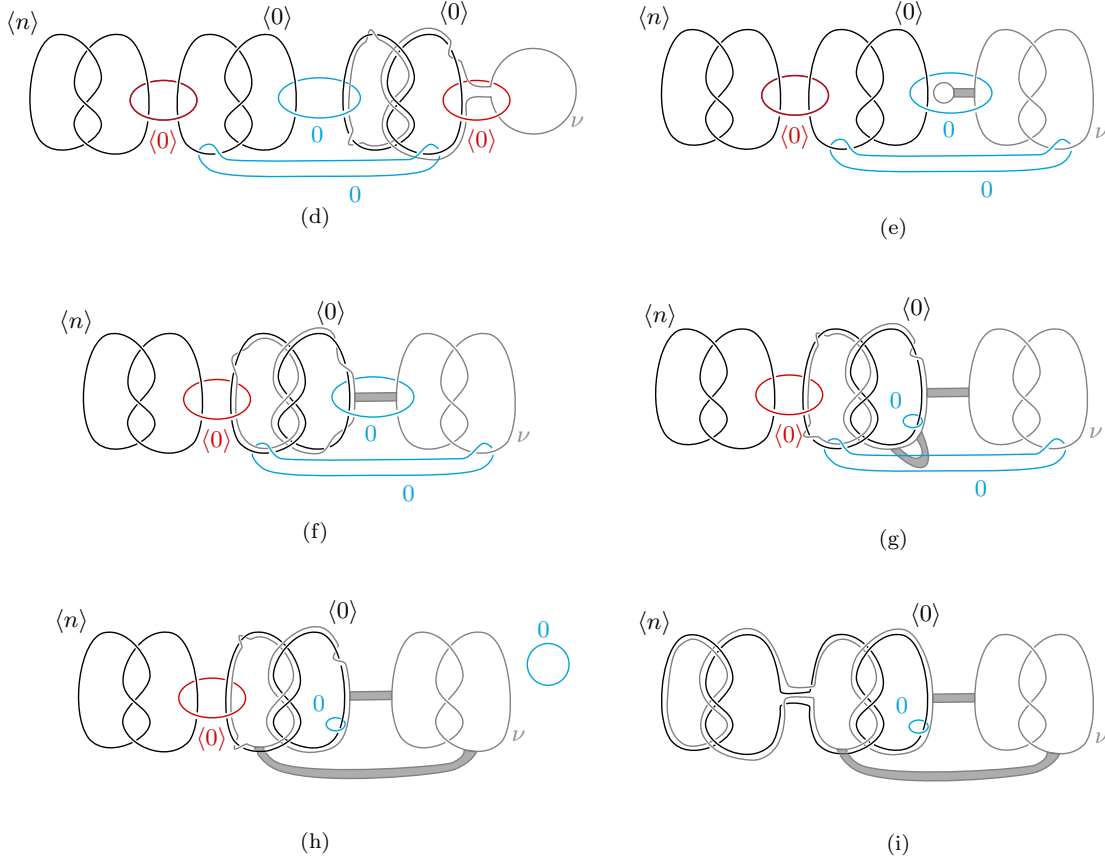 ⟨n⟩ ⟨0⟩ ⟨0⟩ ⟨0⟩
ν
⟨0⟩ 0 ⟨0⟩ 0 ν
0 0
(d) (e)
⟨n⟩ ⟨0⟩ ⟨n⟩ ⟨0⟩
0
⟨0⟩ 0 ν ⟨0⟩ ν
0 0
(f) (g)
⟨n⟩ ⟨0⟩ 0 ⟨n⟩ ⟨0⟩
0 0
⟨0⟩ ν ν
(h) (i)
⟨n⟩
⟨0⟩